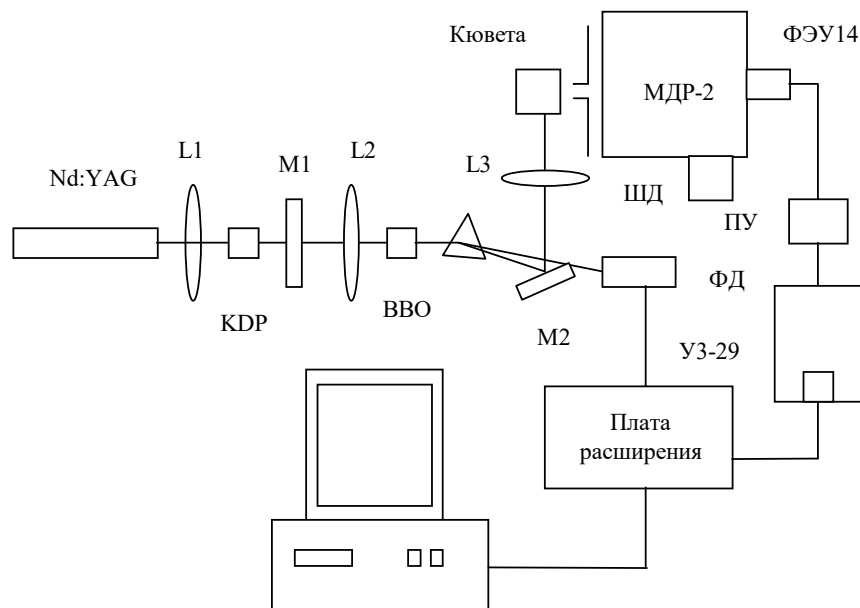 Кювета
ФЭУ14
МДР-2
L1
M1
L2
L3
Nd:YAG
ШД
ПУ
KDP
BBO
M2
ФД
У3-29
Плата
расширения